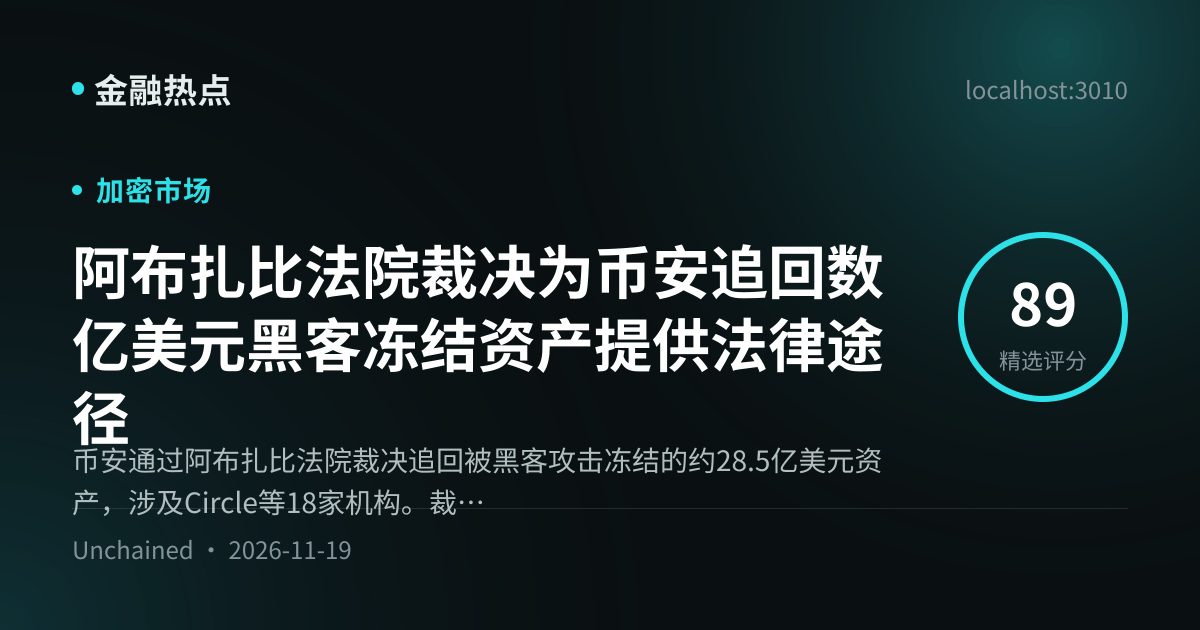 金融热点
localhost:3010
加密市场
阿布扎比法院裁决为币安追回数
亿美元黑客冻结资产提供法律途
径
89
精选评分
币安通过阿布扎比法院裁决追回被黑客攻击冻结的约28.5亿美元资
产，涉及Circle等18家机构。裁…
Unchained · 2026-11-19